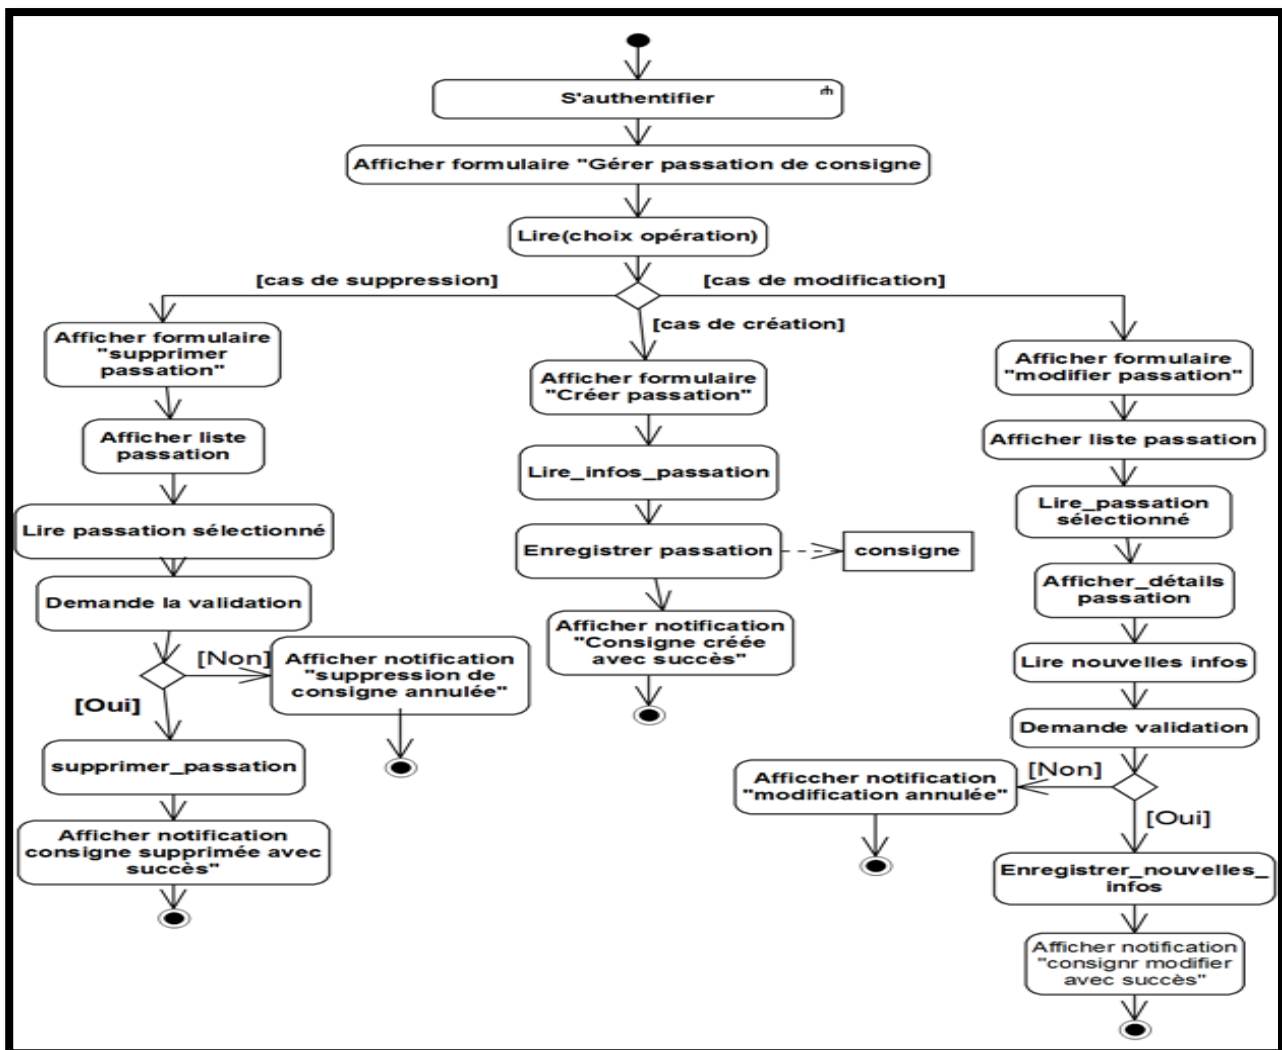 S'authentifier
Afficher formulaire "Gérer passation de consigne
Lire(choix opération)
[cas de suppression]
[cas de modification]
[cas de création]
Afficher formulaire
"supprimer
passation"
Afficher liste
passation
Lire passation sélectionné
Demande la validation
[Non]
Afficher notification
"suppression de
consigne annulée"
[Oui]
supprimer_passation
Afficher notification
consigne supprimée avec
succès"
Afficher formulaire
"Créer passation"
Lire_infos_passation
Enregistrer passation
consigne
Afficher notification
"Consigne créée
avec succès"
Afficher formulaire
"modifier passation"
Afficher liste passation
Lire_passation
sélectionné
Afficher_détails
passation
Lire nouvelles infos
Demande validation
[Non]
Afficcher notification
"modification annulée"
[Oui]
Enregistrer_nouvelles_
infos
Afficher notification
"consignr modifier
avec succès"